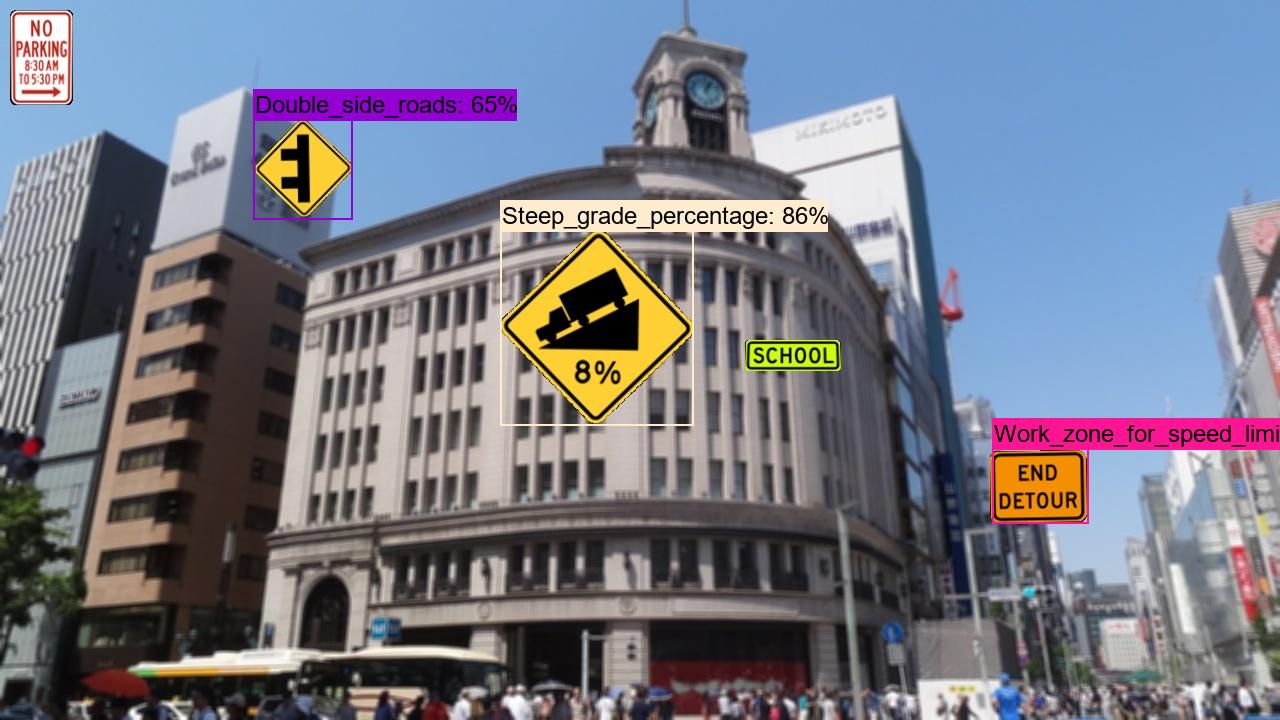 NO
PARKING
8:30 AM
TO 5:30 PM
Double_side_roads: 65%
MIKIMOTO
Steep_grade_percentage: 86%
8%
SCHOOL
Work_zone_for_speed_limi
END
DETOUR